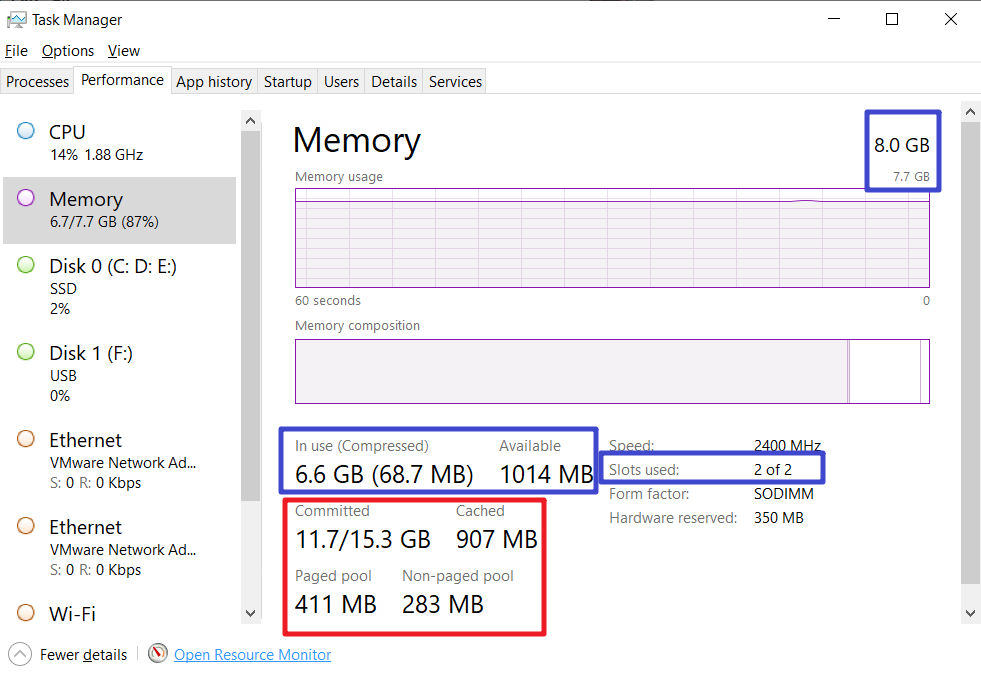 Task Manager
File Options View
Processes Performance App history Startup Users Details Services
CPU
14% 1.88 GHz
Memory
6.7/7.7 GB (87%)
Disk 0 (C: D: E:)
SSD
2%
Disk 1 (F:)
USB
0%
Ethernet
VMware Network Ad...
S: 0 R: 0 Kbps
Ethernet
VMware Network Ad...
S: 0 R: 0 Kbps
Wi-Fi
Memory 8.0 GB
Memory usage 7.7 GB
60 seconds 0
Memory composition
In use (Compressed) Available
6.6 GB (68.7 MB) 1014 MB
Committed Cached
11.7/15.3 GB 907 MB
Paged pool Non-paged pool
411 MB 283 MB
Speed: 2400 MHz
Slots used: 2 of 2
Form factor: SODIMM
Hardware reserved: 350 MB
Fewer details Open Resource Monitor